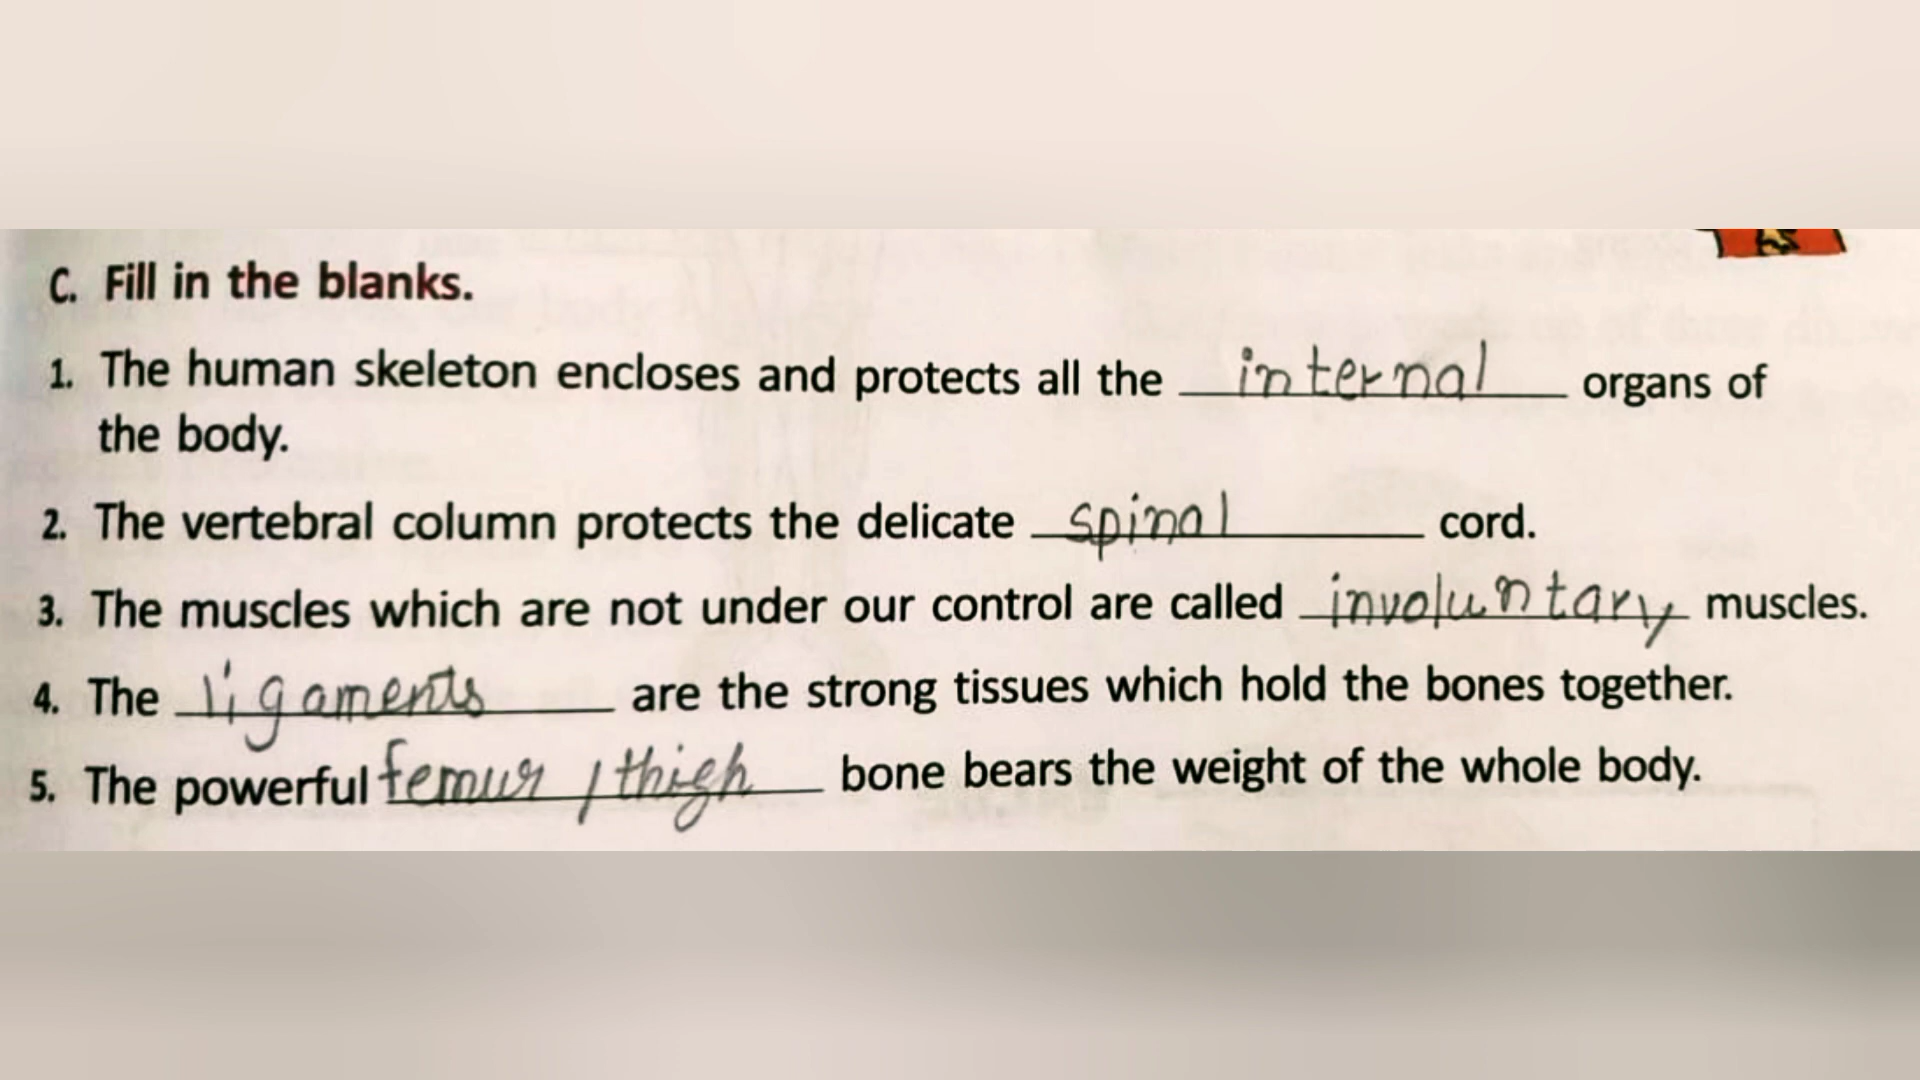 C. Fill in the blanks.
1. The human skeleton encloses and protects all the internal organs of
the body.
2. The vertebral column protects the delicate spinal cord.
3. The muscles which are not under our control are called involuntary muscles.
4. The ligaments are the strong tissues which hold the bones together.
5. The powerful femur / thigh bone bears the weight of the whole body.